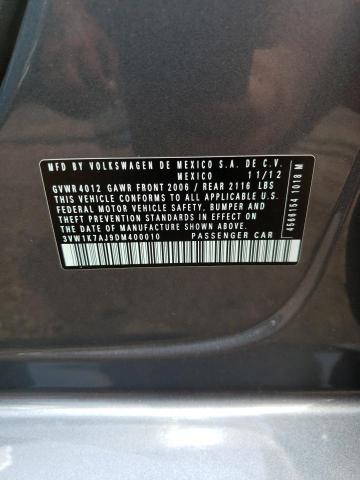 MFD. BY VOLKSWAGEN DE MEXICO S.A. DE C.V.
MEXICO 11/12
GVWR 4012 GAWR FRONT 2006 / REAR 2116 LBS
THIS VEHICLE CONFORMS TO ALL APPLICABLE U.S.
FEDERAL MOTOR VEHICLE SAFETY, BUMPER AND
THEFT PREVENTION STANDARDS IN EFFECT ON THE
DATE OF MANUFACTURE SHOWN ABOVE.
3VW1K7AJ9DM400010 PASSENGER CAR
4566154 1018 M